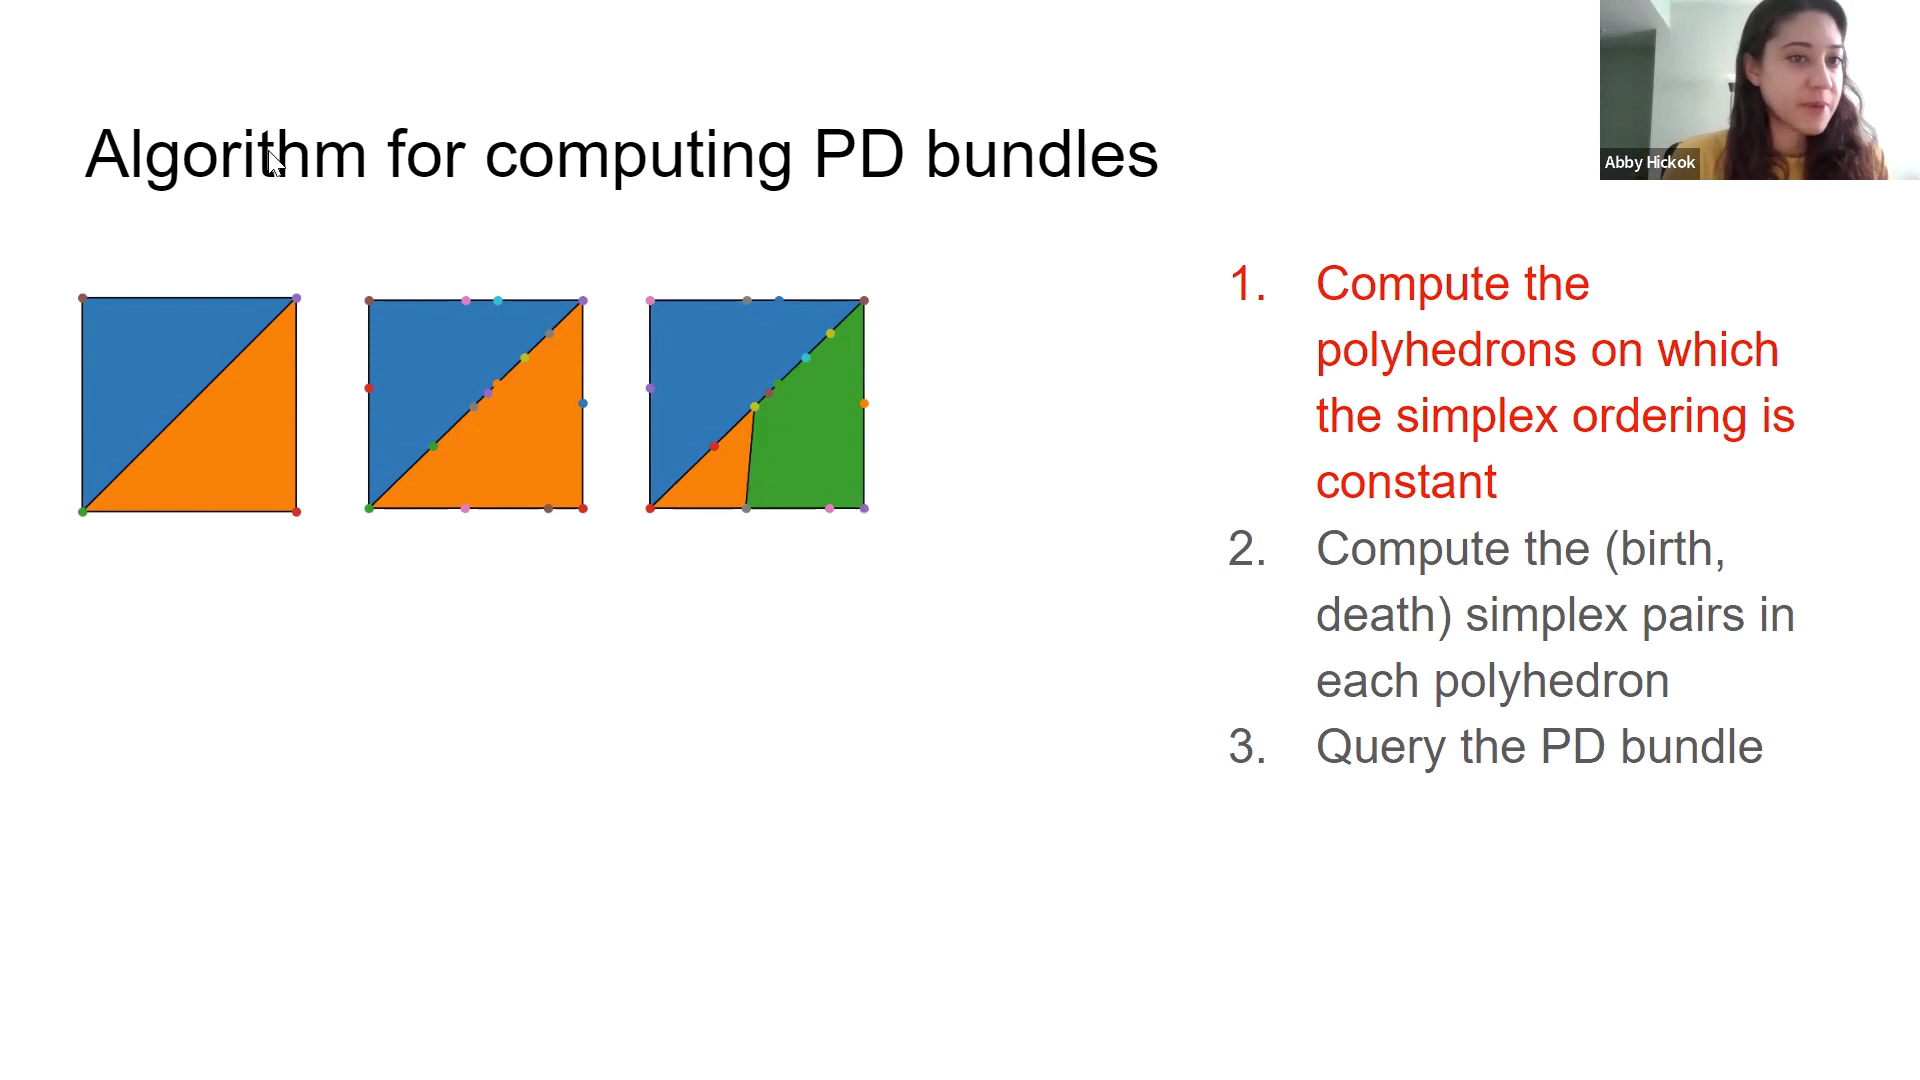 Algorithm for computing PD bundles
Abby Hickok
1. Compute the
polyhedrons on which
the simplex ordering is
constant
2. Compute the (birth,
death) simplex pairs in
each polyhedron
3. Query the PD bundle